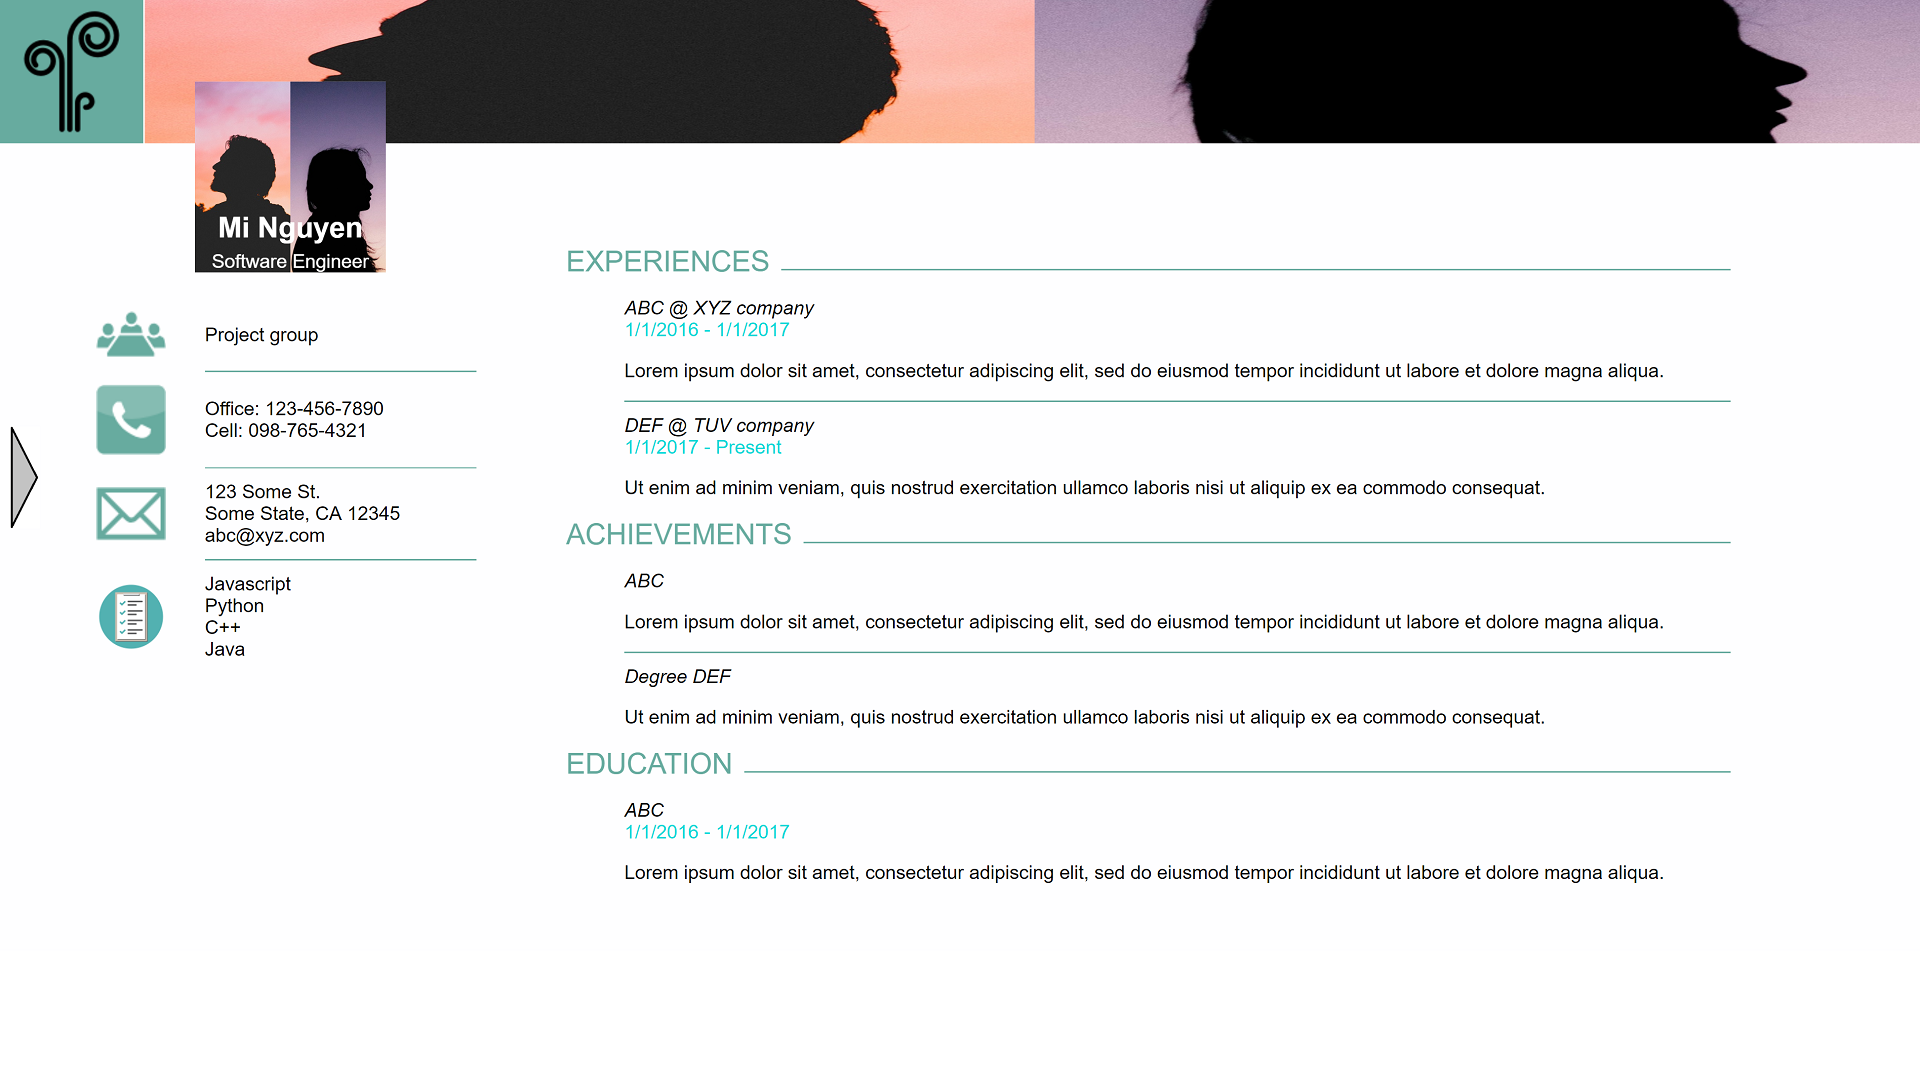 Mi Nguyen
Software Engineer
Project group
Office: 123-456-7890
Cell: 098-765-4321
123 Some St.
Some State, CA 12345
abc@xyz.com
Javascript
Python
C++
Java
EXPERIENCES
ABC @ XYZ company
1/1/2016 - 1/1/2017
Lorem ipsum dolor sit amet, consectetur adipiscing elit, sed do eiusmod tempor incididunt ut labore et dolore magna aliqua.
DEF @ TUV company
1/1/2017 - Present
Ut enim ad minim veniam, quis nostrud exercitation ullamco laboris nisi ut aliquip ex ea commodo consequat.
ACHIEVEMENTS
ABC
Lorem ipsum dolor sit amet, consectetur adipiscing elit, sed do eiusmod tempor incididunt ut labore et dolore magna aliqua.
Degree DEF
Ut enim ad minim veniam, quis nostrud exercitation ullamco laboris nisi ut aliquip ex ea commodo consequat.
EDUCATION
ABC
1/1/2016 - 1/1/2017
Lorem ipsum dolor sit amet, consectetur adipiscing elit, sed do eiusmod tempor incididunt ut labore et dolore magna aliqua.